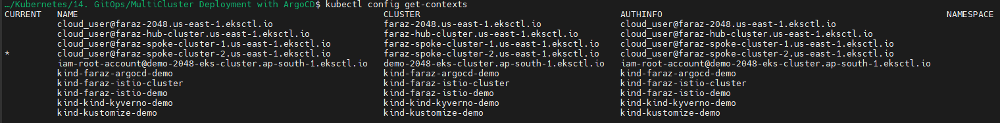 …/Kubernetes/14. GitOps/MultiCluster Deployment with ArgoCD$ kubectl config get-contexts
CURRENT NAME CLUSTER AUTHINFO NAMESPACE
cloud_user@faraz-2048.us-east-1.eksctl.io faraz-2048.us-east-1.eksctl.io cloud_user@faraz-2048.us-east-1.eksctl.io
cloud_user@faraz-hub-cluster.us-east-1.eksctl.io faraz-hub-cluster.us-east-1.eksctl.io cloud_user@faraz-hub-cluster.us-east-1.eksctl.io
cloud_user@faraz-spoke-cluster-1.us-east-1.eksctl.io faraz-spoke-cluster-1.us-east-1.eksctl.io cloud_user@faraz-spoke-cluster-1.us-east-1.eksctl.io
* cloud_user@faraz-spoke-cluster-2.us-east-1.eksctl.io faraz-spoke-cluster-2.us-east-1.eksctl.io cloud_user@faraz-spoke-cluster-2.us-east-1.eksctl.io
iam-root-account@demo-2048-eks-cluster.ap-south-1.eksctl.io demo-2048-eks-cluster.ap-south-1.eksctl.io iam-root-account@demo-2048-eks-cluster.ap-south-1.eksctl.io
kind-faraz-argocd-demo kind-faraz-argocd-demo kind-faraz-argocd-demo
kind-faraz-istio-cluster kind-faraz-istio-cluster kind-faraz-istio-cluster
kind-faraz-istio-demo kind-faraz-istio-demo kind-faraz-istio-demo
kind-kind-kyverno-demo kind-kind-kyverno-demo kind-kind-kyverno-demo
kind-kustomize-demo kind-kustomize-demo kind-kustomize-demo